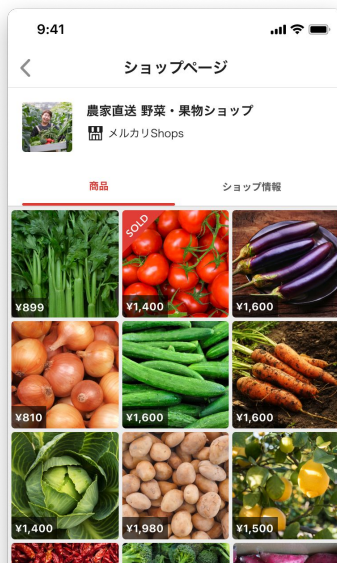 9:41
ショップページ
農家直送 野菜・果物ショップ
メルカリShops
商品
ショップ情報
SOLD
¥899
¥1,400
¥1,600
¥810
¥1,600
¥1,600
¥1,400
¥1,980
¥1,500